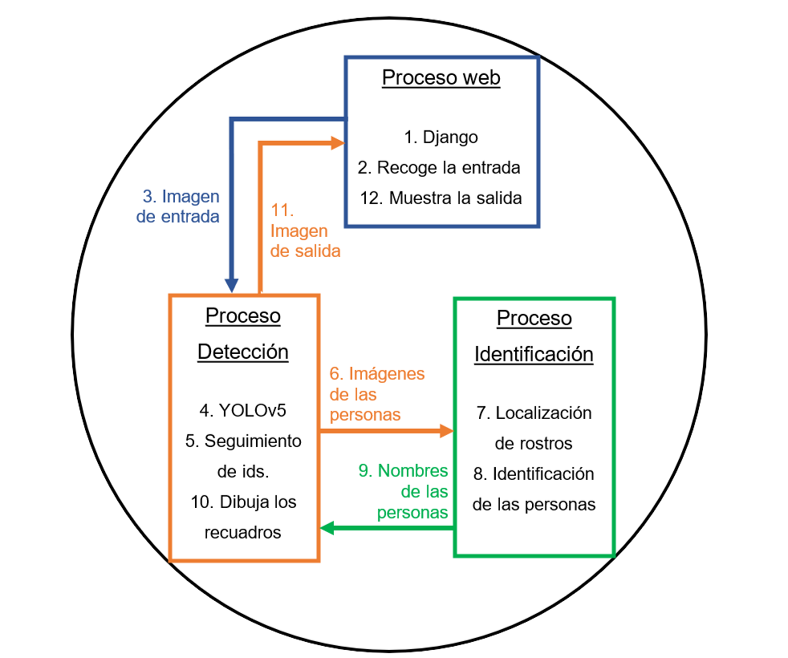 Proceso web
1. Django
2. Recoge la entrada
12. Muestra la salida
3. Imagen
de entrada
11.
Imagen
de salida
Proceso
Detección
4. YOLOv5
5. Seguimiento
de ids.
10. Dibuja los
recuadros
6. Imágenes
de las
personas
9. Nombres
de las
personas
Proceso
Identificación
7. Localización
de rostros
8. Identificación
de las personas